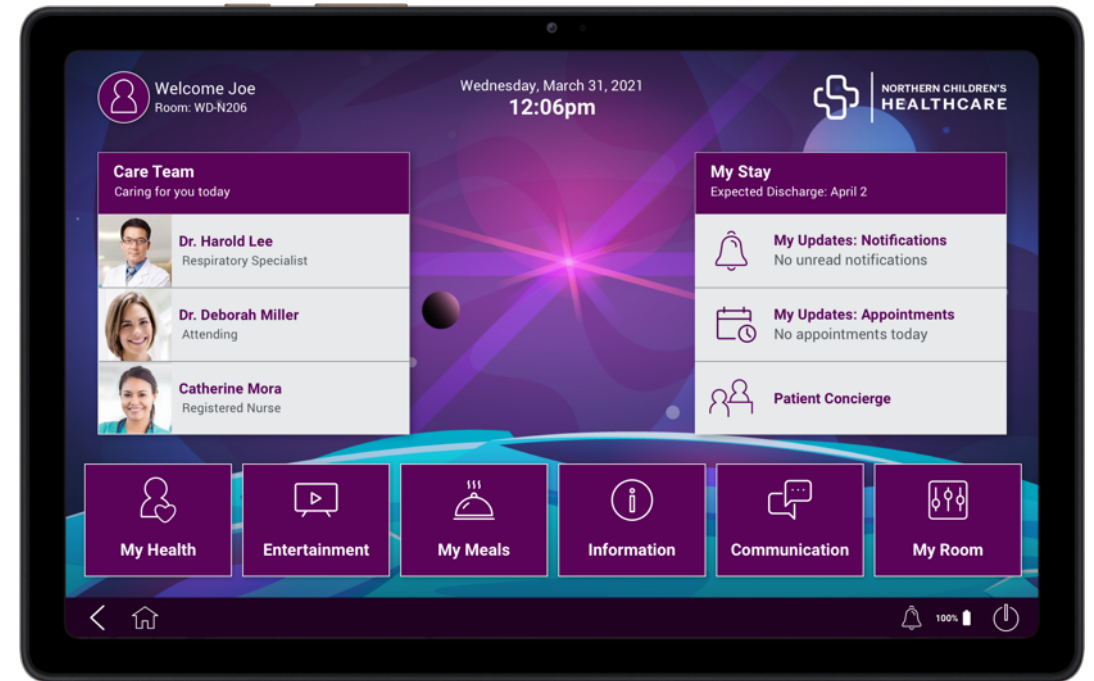 Welcome Joe
Room: WD-N206
Wednesday, March 31, 2021
12:06pm
NORTHERN CHILDREN'S
HEALTHCARE
Care Team
Caring for you today
Dr. Harold Lee
Respiratory Specialist
Dr. Deborah Miller
Attending
Catherine Mora
Registered Nurse
My Stay
Expected Discharge: April 2
My Updates: Notifications
No unread notifications
My Updates: Appointments
No appointments today
Patient Concierge
My Health
Entertainment
My Meals
Information
Communication
My Room
100%